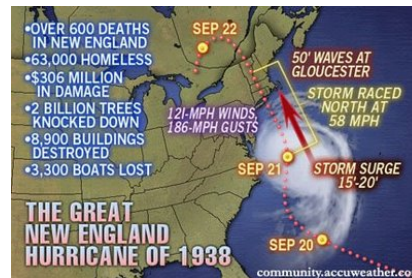 •OVER 600 DEATHS
IN NEW ENGLAND
•63,000 HOMELESS
•$306 MILLION
IN DAMAGE
•2 BILLION TREES
KNOCKED DOWN
•8,900 BUILDINGS
DESTROYED
•3,300 BOATS LOST
SEP 22
50' WAVES AT
GLOUCESTER
STORM RACED
NORTH AT
58 MPH
121-MPH WINDS,
186-MPH GUSTS
SEP 21
STORM SURGE
15'-20'
THE GREAT
NEW ENGLAND
HURRICANE OF 1938
SEP 20
community.accuweather.co